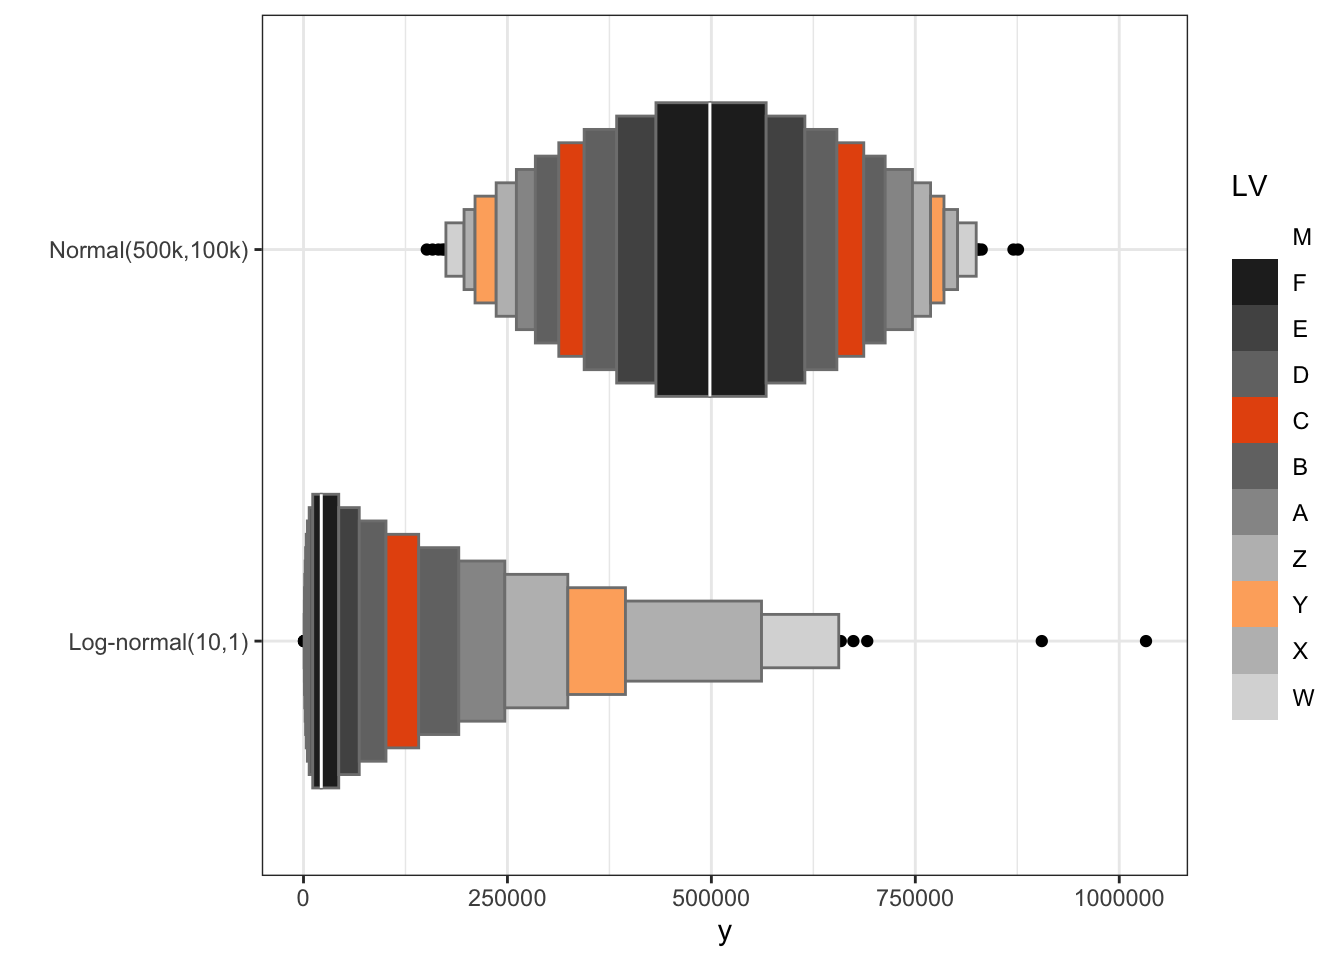 Normal(500k,100k)
Log-normal(10,1)
0
250000
500000
750000
1000000
y
LV
M
F
E
D
C
B
A
Z
Y
X
W